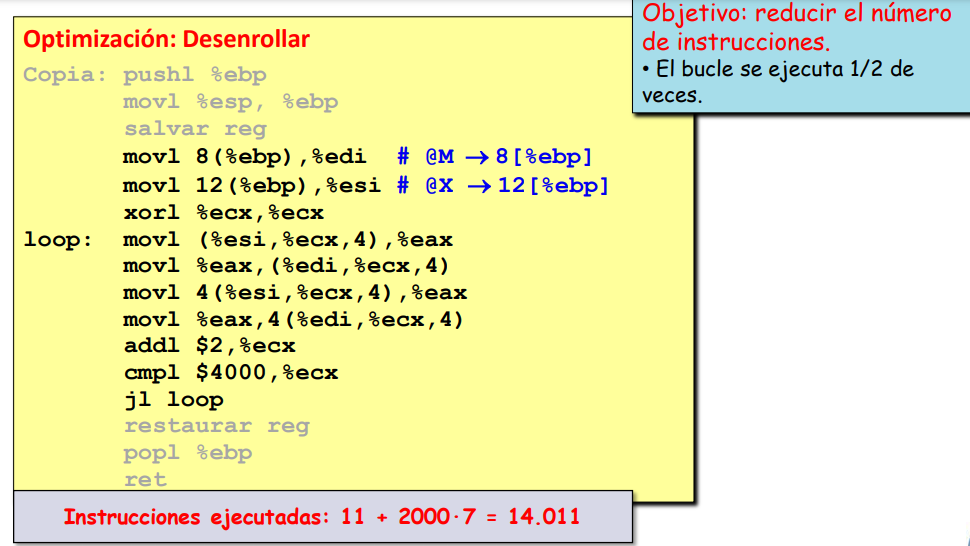 Optimización: Desenrollar
Copia: pushl %ebp
movl %esp, %ebp
salvar reg
movl 8(%ebp),%edi # @M → 8[%ebp]
movl 12(%ebp),%esi # @X → 12[%ebp]
xorl %ecx,%ecx
loop: movl (%esi,%ecx,4),%eax
movl %eax,(%edi,%ecx,4)
movl 4(%esi,%ecx,4),%eax
movl %eax,4(%edi,%ecx,4)
addl $2,%ecx
cmpl $4000,%ecx
jl loop
restaurar reg
popl %ebp
ret
Instrucciones ejecutadas: 11 + 2000·7 = 14.011
Objetivo: reducir el número
de instrucciones.
• El bucle se ejecuta 1/2 de
veces.